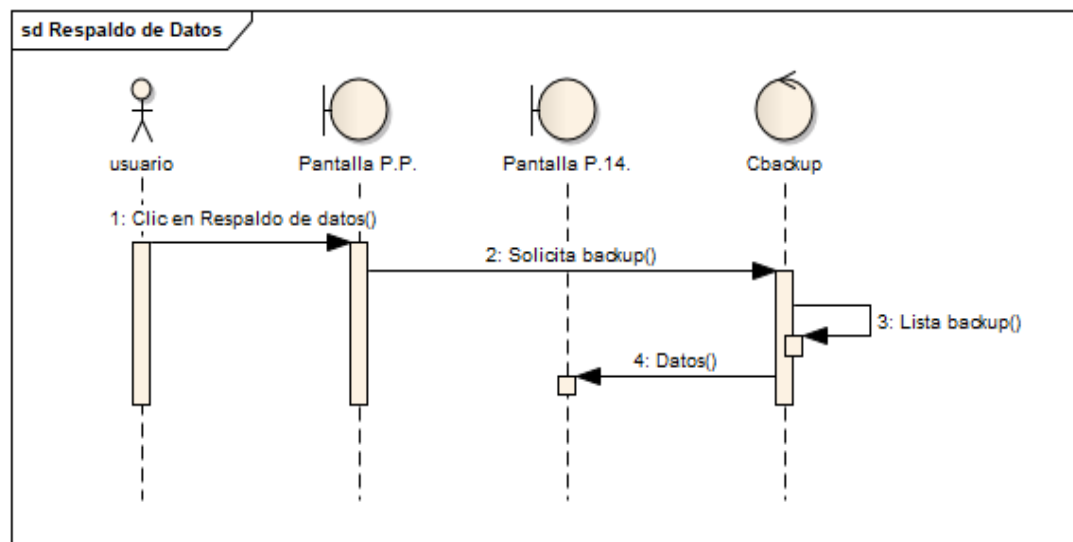 sd Respaldo de Datos
usuario
Pantalla P.P.
Pantalla P.14.
Cbackup
1: Clic en Respaldo de datos()
2: Solicita backup()
3: Lista backup()
4: Datos()